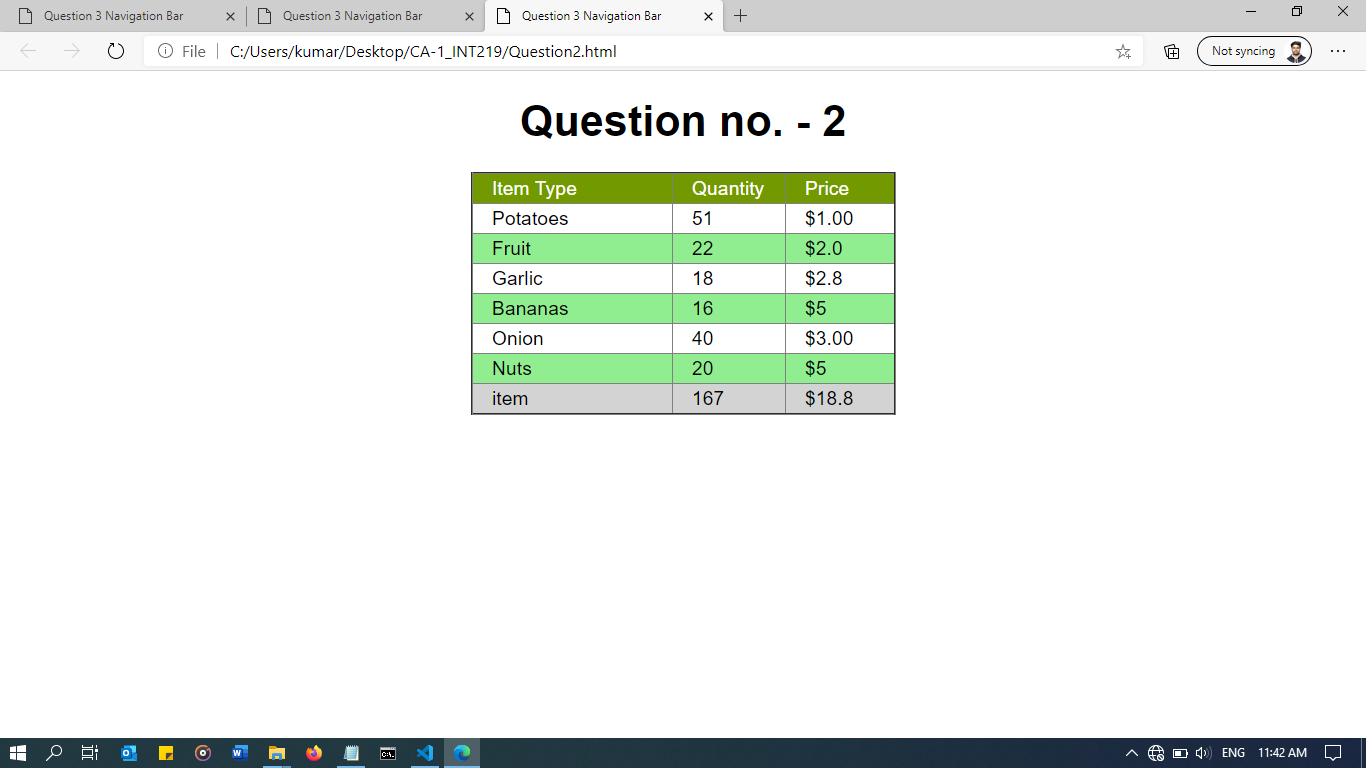 Question 3 Navigation Bar Question 3 Navigation Bar Question 3 Navigation Bar
File C:/Users/kumar/Desktop/CA-1_INT219/Question2.html Not syncing
Question no. - 2
Item Type Quantity Price
Potatoes 51 $1.00
Fruit 22 $2.0
Garlic 18 $2.8
Bananas 16 $5
Onion 40 $3.00
Nuts 20 $5
item 167 $18.8
ENG 11:42 AM